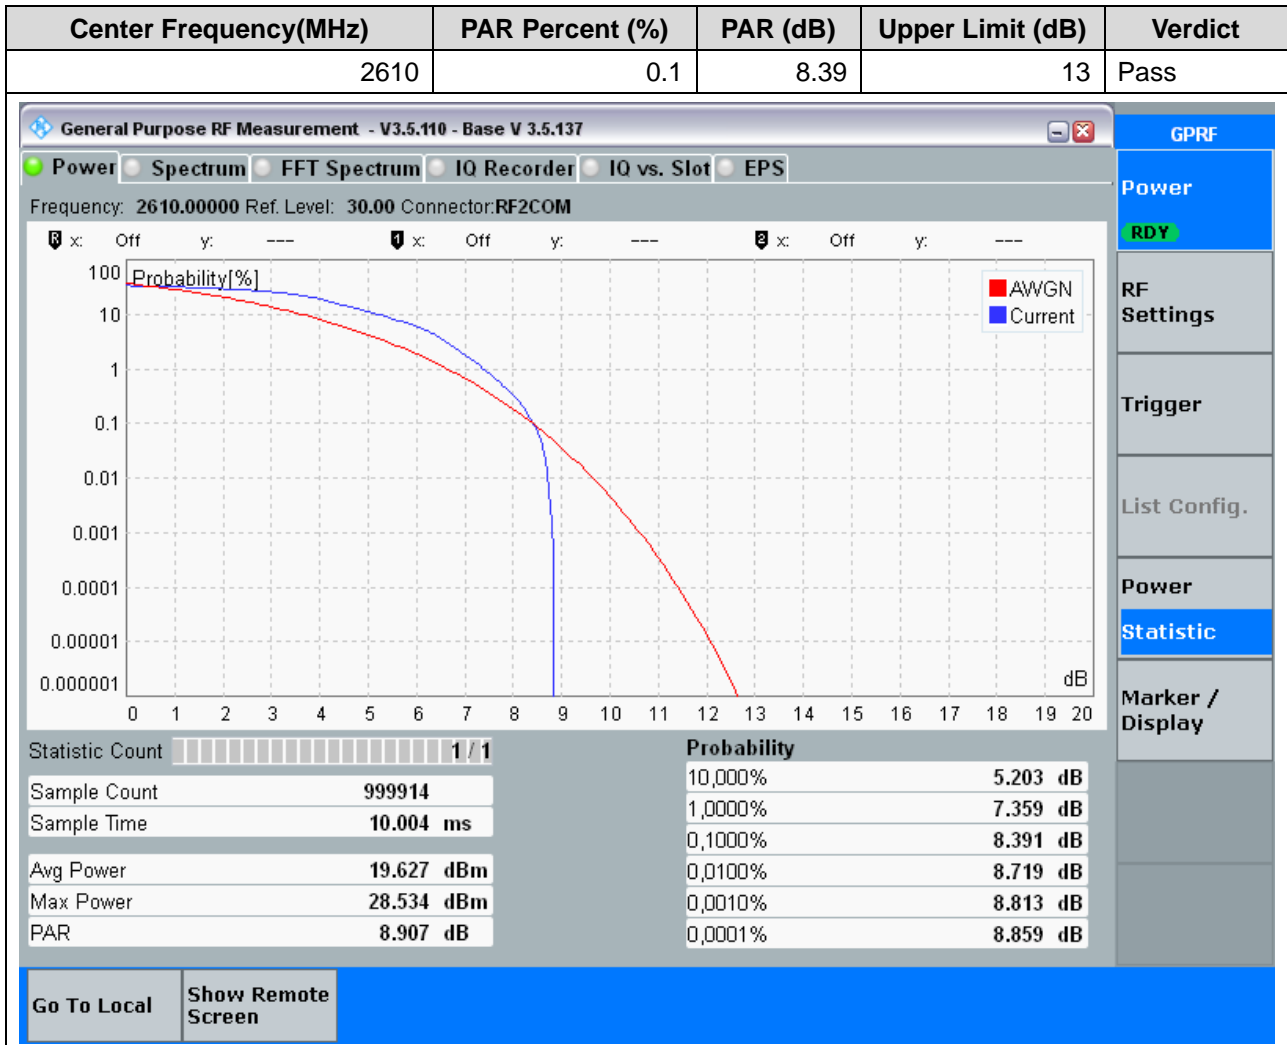 Center Frequency(MHz) PAR Percent (%) PAR (dB) Upper Limit (dB) Verdict
2610 0.1 8.39 13 Pass
General Purpose RF Measurement - V3.5.110 - Base V 3.5.137
GPRF
Power Spectrum FFT Spectrum IQ Recorder IQ vs. Slot EPS
Frequency: 2610.00000 Ref. Level: 30.00 Connector:RF2COM
R x: Off y: --- 1 x: Off y: --- 2 x: Off y: ---
Power
RDY
RF
Settings
Trigger
List Config.
Power
Statistic
Marker /
Display
Probability[%]
AWGN
Current
100
10
1
0.1
0.01
0.001
0.0001
0.00001
0.000001
dB
0 1 2 3 4 5 6 7 8 9 10 11 12 13 14 15 16 17 18 19 20
Statistic Count 1 / 1
Sample Count 999914
Sample Time 10.004 ms
Avg Power 19.627 dBm
Max Power 28.534 dBm
PAR 8.907 dB
Probability
10,000% 5.203 dB
1,0000% 7.359 dB
0,1000% 8.391 dB
0,0100% 8.719 dB
0,0010% 8.813 dB
0,0001% 8.859 dB
Go To Local
Show Remote
Screen